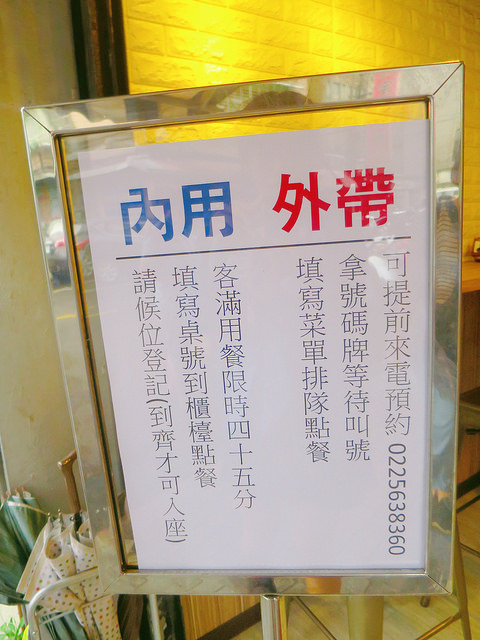 內用 外帶
可提前來電預約 0225638360
拿號碼牌等待叫號
填寫菜單排隊點餐
客滿用餐限時四十五分
填寫桌號到櫃檯點餐
請候位登記(到齊才可入座)